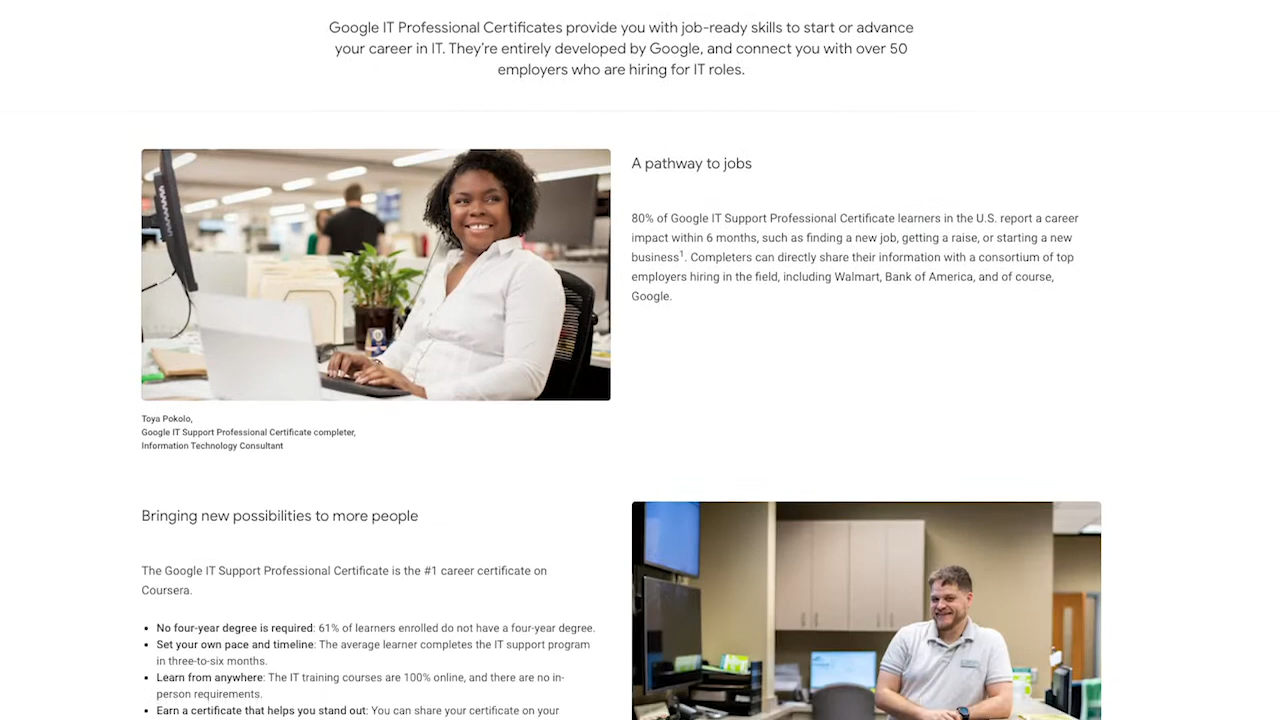 Google IT Professional Certificates provide you with job-ready skills to start or advance
your career in IT. They're entirely developed by Google, and connect you with over 50
employers who are hiring for IT roles.
A pathway to jobs
80% of Google IT Support Professional Certificate learners in the U.S. report a career
impact within 6 months, such as finding a new job, getting a raise, or starting a new
business¹. Completers can directly share their information with a consortium of top
employers hiring in the field, including Walmart, Bank of America, and of course,
Google.
Toya Pokolo,
Google IT Support Professional Certificate completer,
Information Technology Consultant
Bringing new possibilities to more people
The Google IT Support Professional Certificate is the #1 career certificate on
Coursera.
• No four-year degree is required: 61% of learners enrolled do not have a four-year degree.
• Set your own pace and timeline: The average learner completes the IT support program
in three-to-six months.
• Learn from anywhere: The IT training courses are 100% online, and there are no in-
person requirements.
• Earn a certificate that helps you stand out: You can share your certificate on your